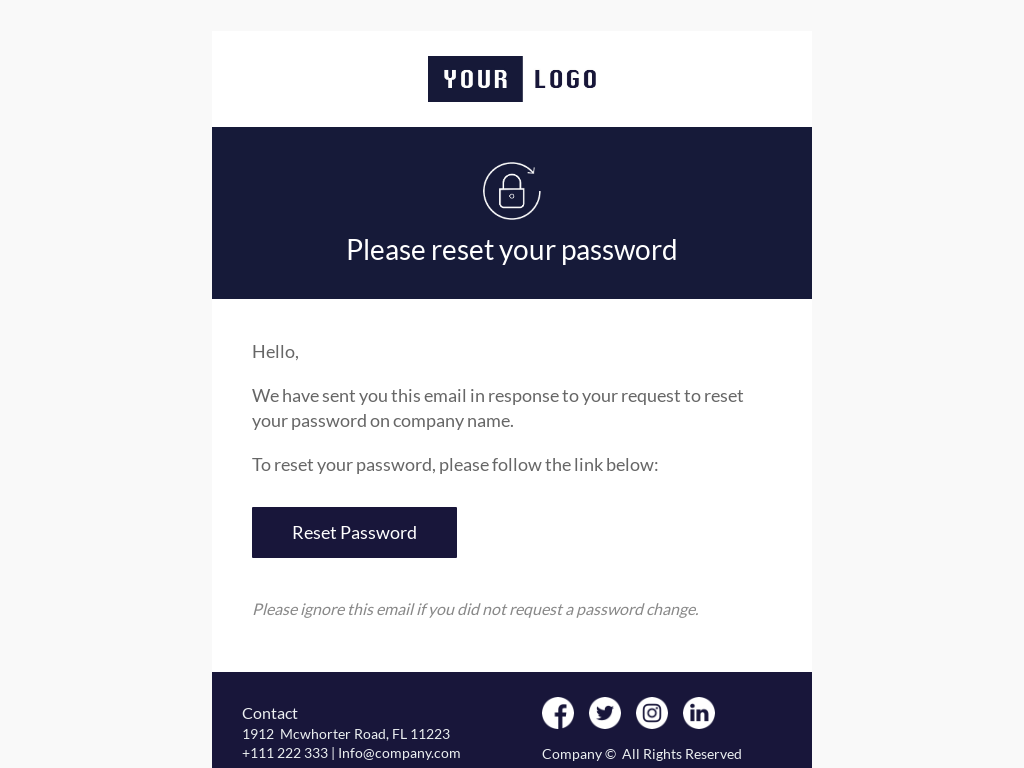 YOUR LOGO
Please reset your password
Hello,
We have sent you this email in response to your request to reset
your password on company name.
To reset your password, please follow the link below:
Reset Password
Please ignore this email if you did not request a password change.
Contact
1912  Mcwhorter Road, FL 11223
+111 222 333 | Info@company.com
Company ©  All Rights Reserved